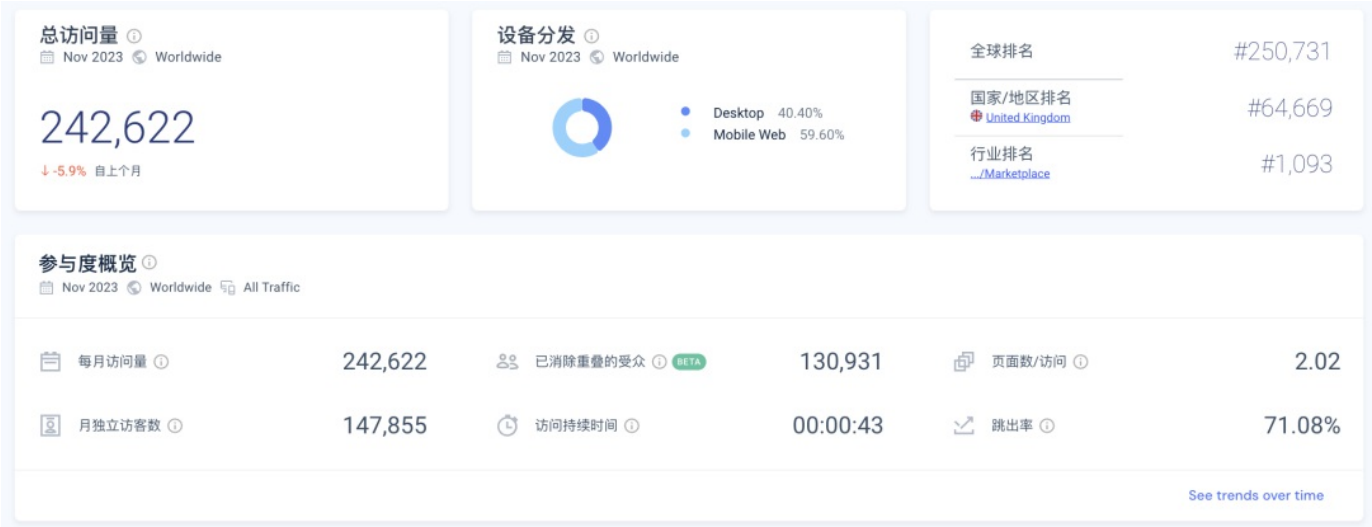 总访问量
Nov 2023 Worldwide
242,622
↓ -5.9% 自上个月
设备分发
Nov 2023 Worldwide
Desktop 40.40%
Mobile Web 59.60%
全球排名 #250,731
国家/地区排名 #64,669
United Kingdom
行业排名 #1,093
.../Marketplace
参与度概览
Nov 2023 Worldwide All Traffic
每月访问量 242,622 已消除重叠的受众 BETA 130,931 页面数/访问 2.02
月独立访客数 147,855 访问持续时间 00:00:43 跳出率 71.08%
See trends over time